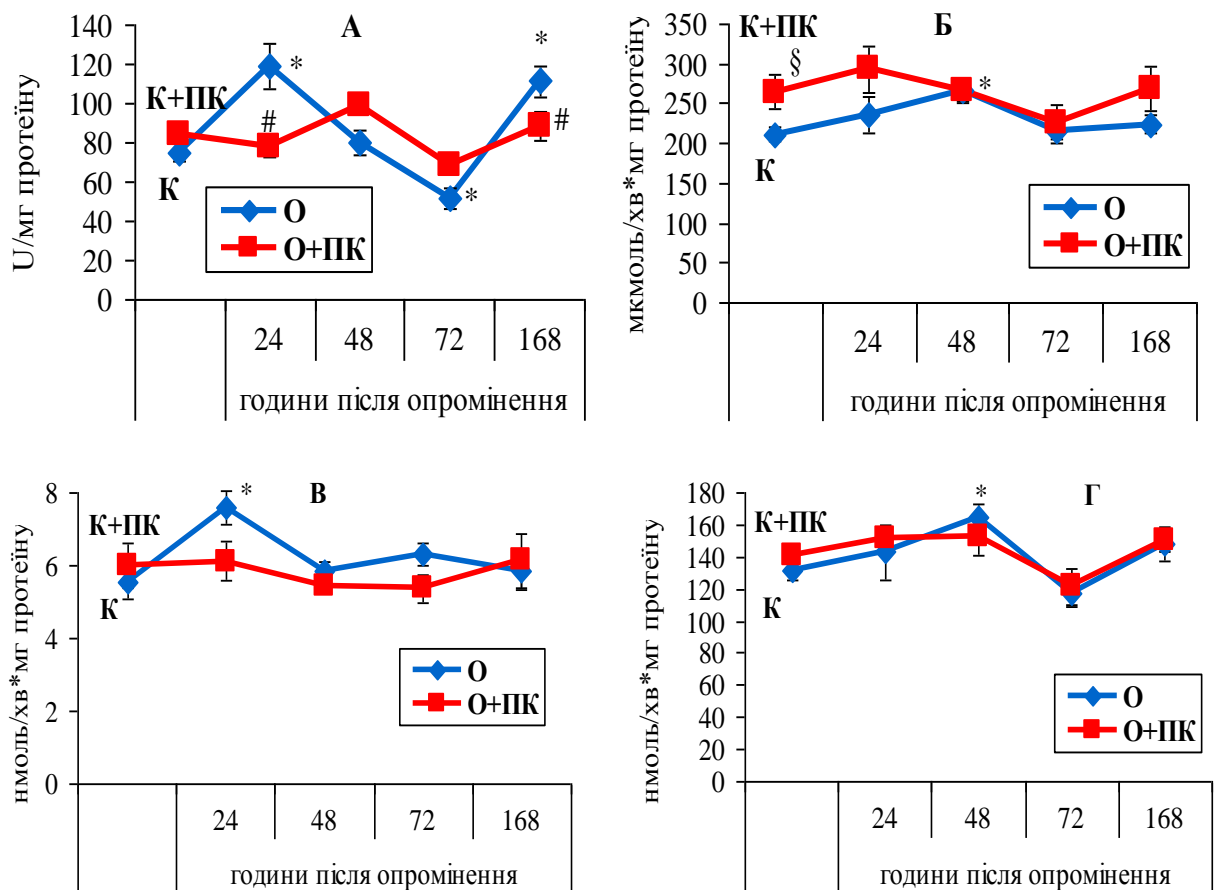 А
U/мг протеїну
140
120
100
80
60
40
20
0
К+ПК
К
*
*
#
#
*
О
О+ПК
24 48 72 168
години після опромінення
Б
мкмоль/хв*мг протеїну
350
300
250
200
150
100
50
0
К+ПК
§
К
*
О
О+ПК
24 48 72 168
години після опромінення
В
нмоль/хв*мг протеїну
8
6
4
2
0
К+ПК
К
*
О
О+ПК
24 48 72 168
години після опромінення
Г
нмоль/хв*мг протеїну
180
160
140
120
100
80
60
40
20
0
К+ПК
К
*
О
О+ПК
24 48 72 168
години після опромінення